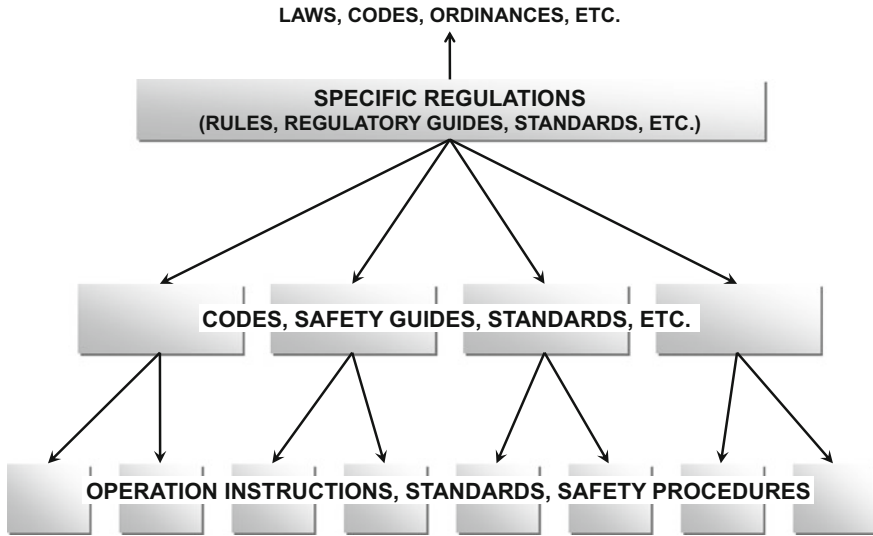 LAWS, CODES, ORDINANCES, ETC.
SPECIFIC REGULATIONS
(RULES, REGULATORY GUIDES, STANDARDS, ETC.)
CODES, SAFETY GUIDES, STANDARDS, ETC.
OPERATION INSTRUCTIONS, STANDARDS, SAFETY PROCEDURES